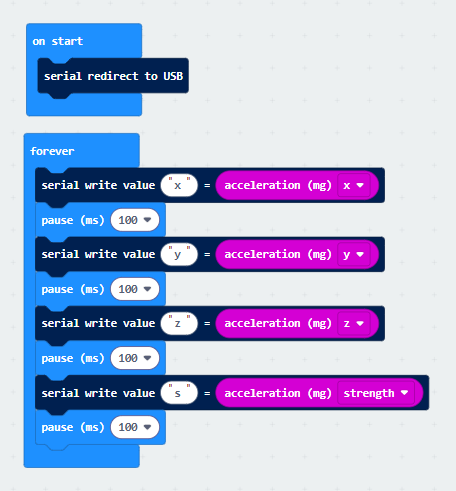 on start
serial redirect to USB
forever
serial write value "x" = acceleration (mg) x
pause (ms) 100
serial write value "y" = acceleration (mg) y
pause (ms) 100
serial write value "z" = acceleration (mg) z
pause (ms) 100
serial write value "s" = acceleration (mg) strength
pause (ms) 100